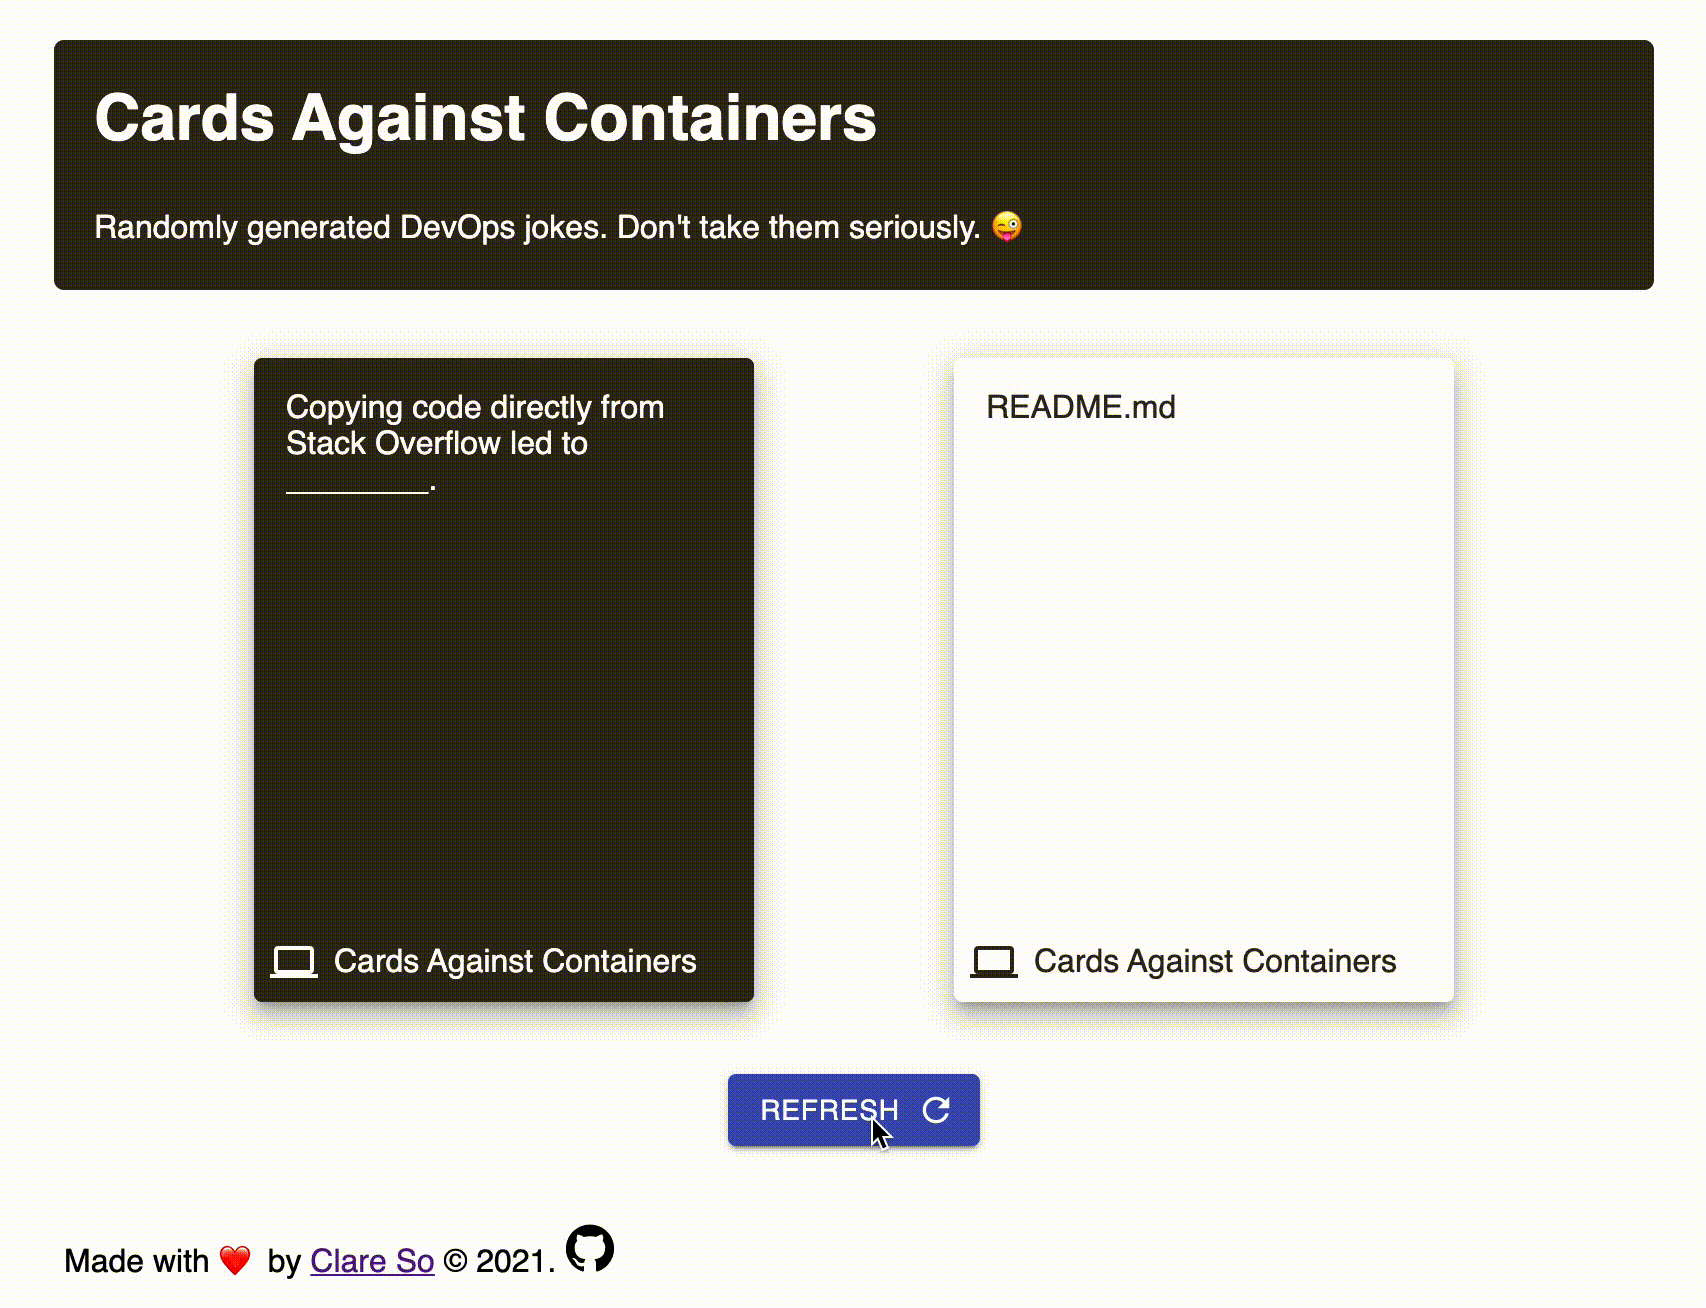 Cards Against Containers
Randomly generated DevOps jokes. Don't take them seriously. 😜
Copying code directly from
Stack Overflow led to
________.
README.md
Cards Against Containers
Cards Against Containers
REFRESH
Made with ❤️ by Clare So © 2021.